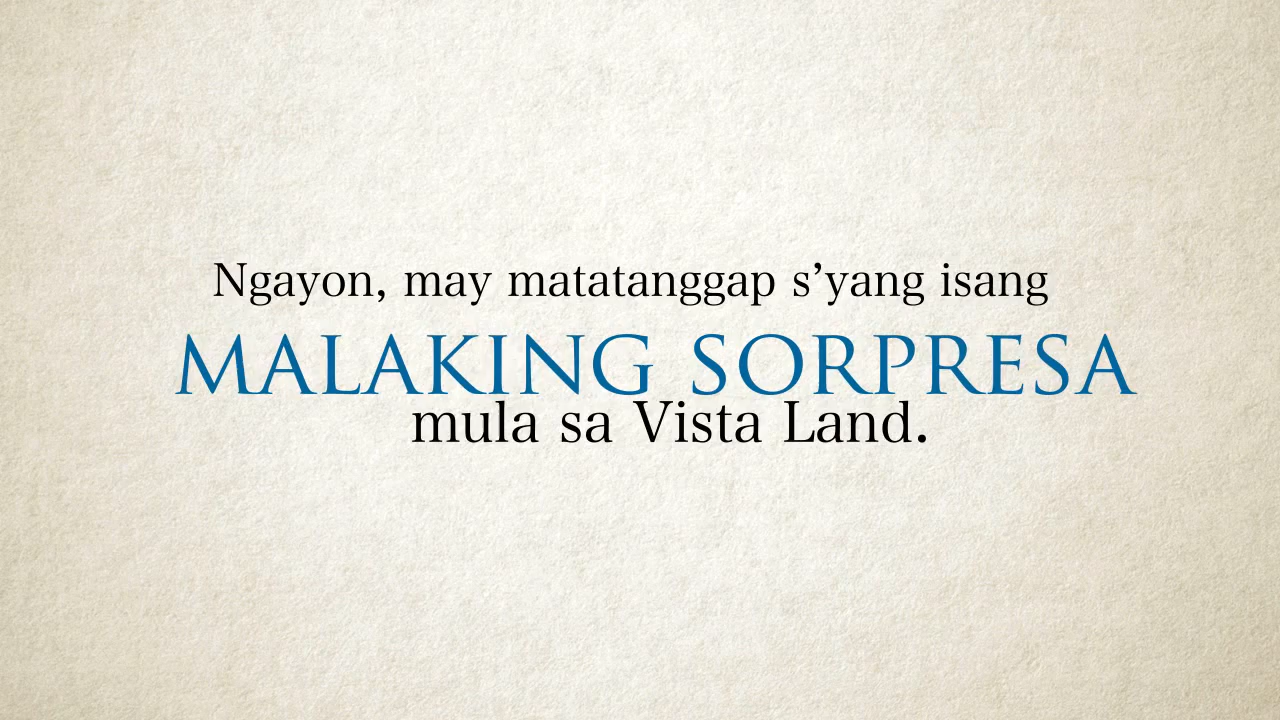 Ngayon, may matatanggap s’yang isang
MALAKING SORPRESA
mula sa Vista Land.